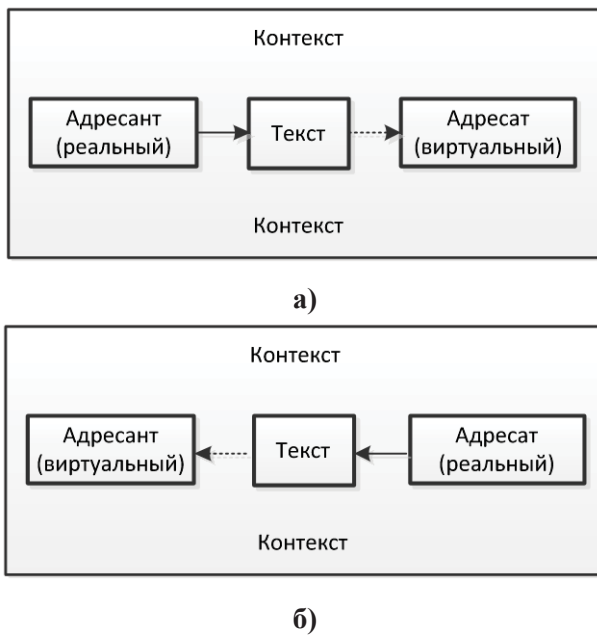 Контекст
Адресант
(реальный)
Текст
Адресат
(виртуальный)
Контекст
а)
Контекст
Адресант
(виртуальный)
Текст
Адресат
(реальный)
Контекст
б)